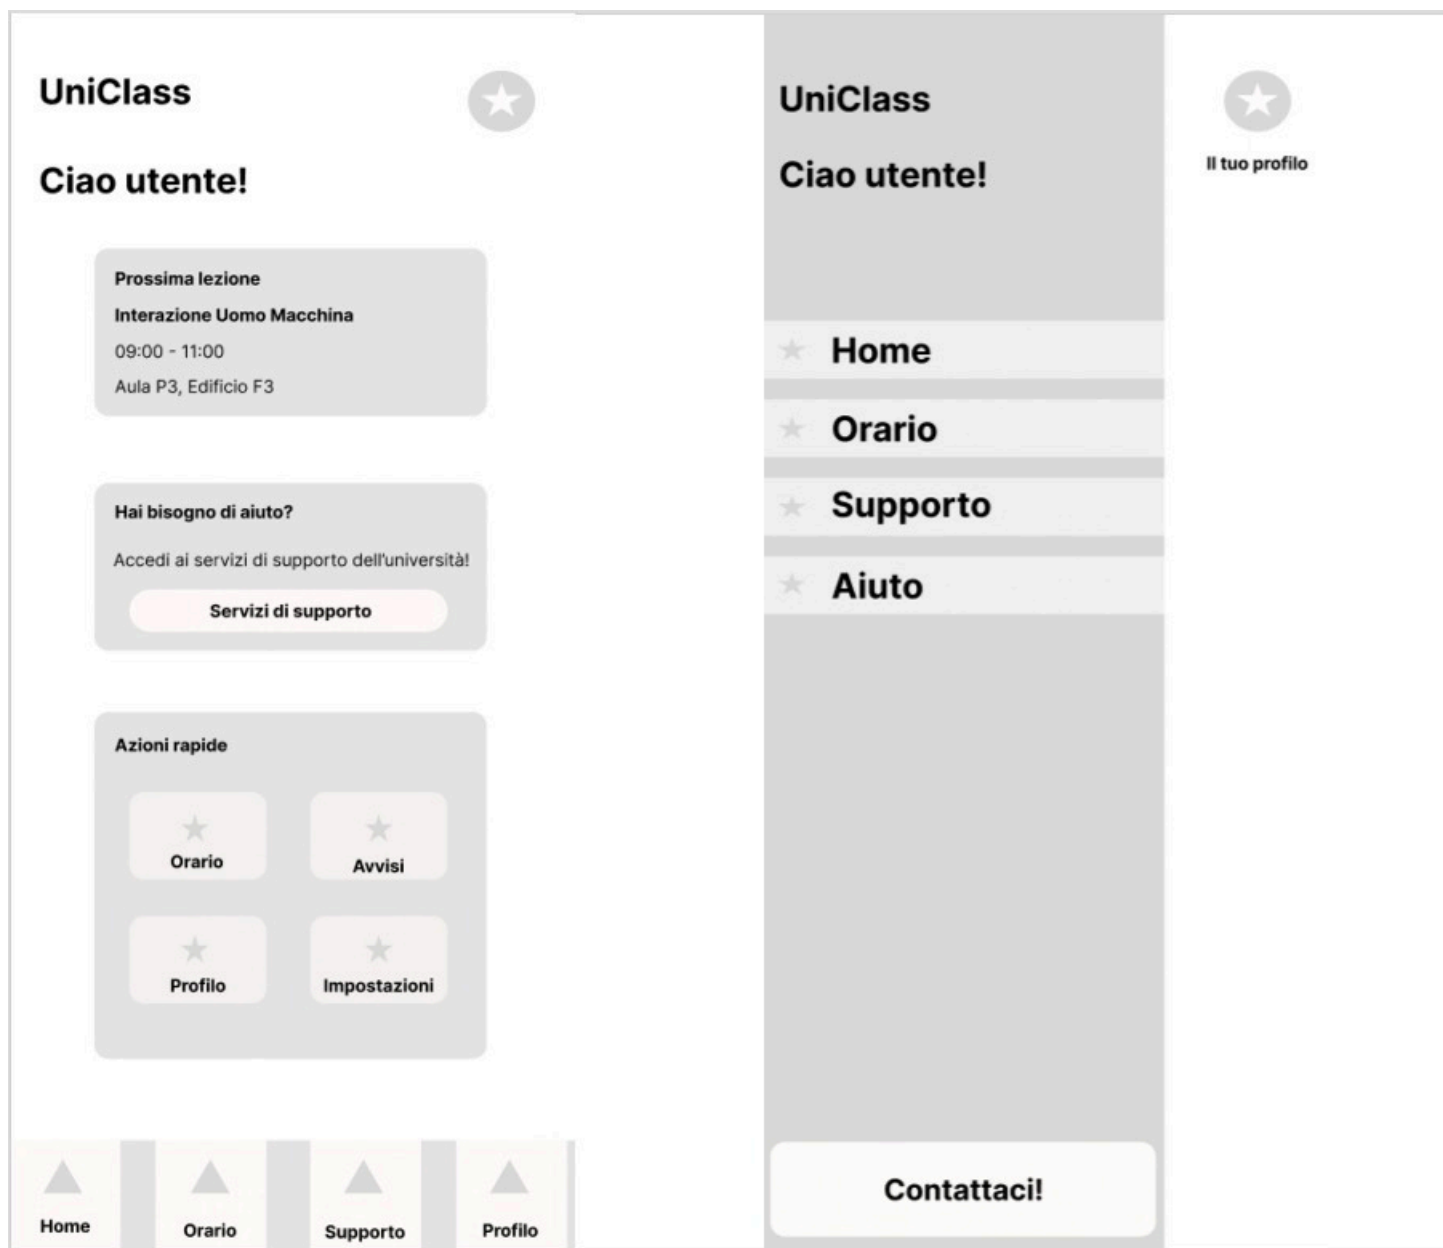 UniClass
Ciao utente!
Prossima lezione
Interazione Uomo Macchina
09:00 - 11:00
Aula P3, Edificio F3
Hai bisogno di aiuto?
Accedi ai servizi di supporto dell'università!
Servizi di supporto
Azioni rapide
Orario
Avvisi
Profilo
Impostazioni
Home
Orario
Supporto
Profilo
UniClass
Ciao utente!
Home
Orario
Supporto
Aiuto
Contattaci!
Il tuo profilo